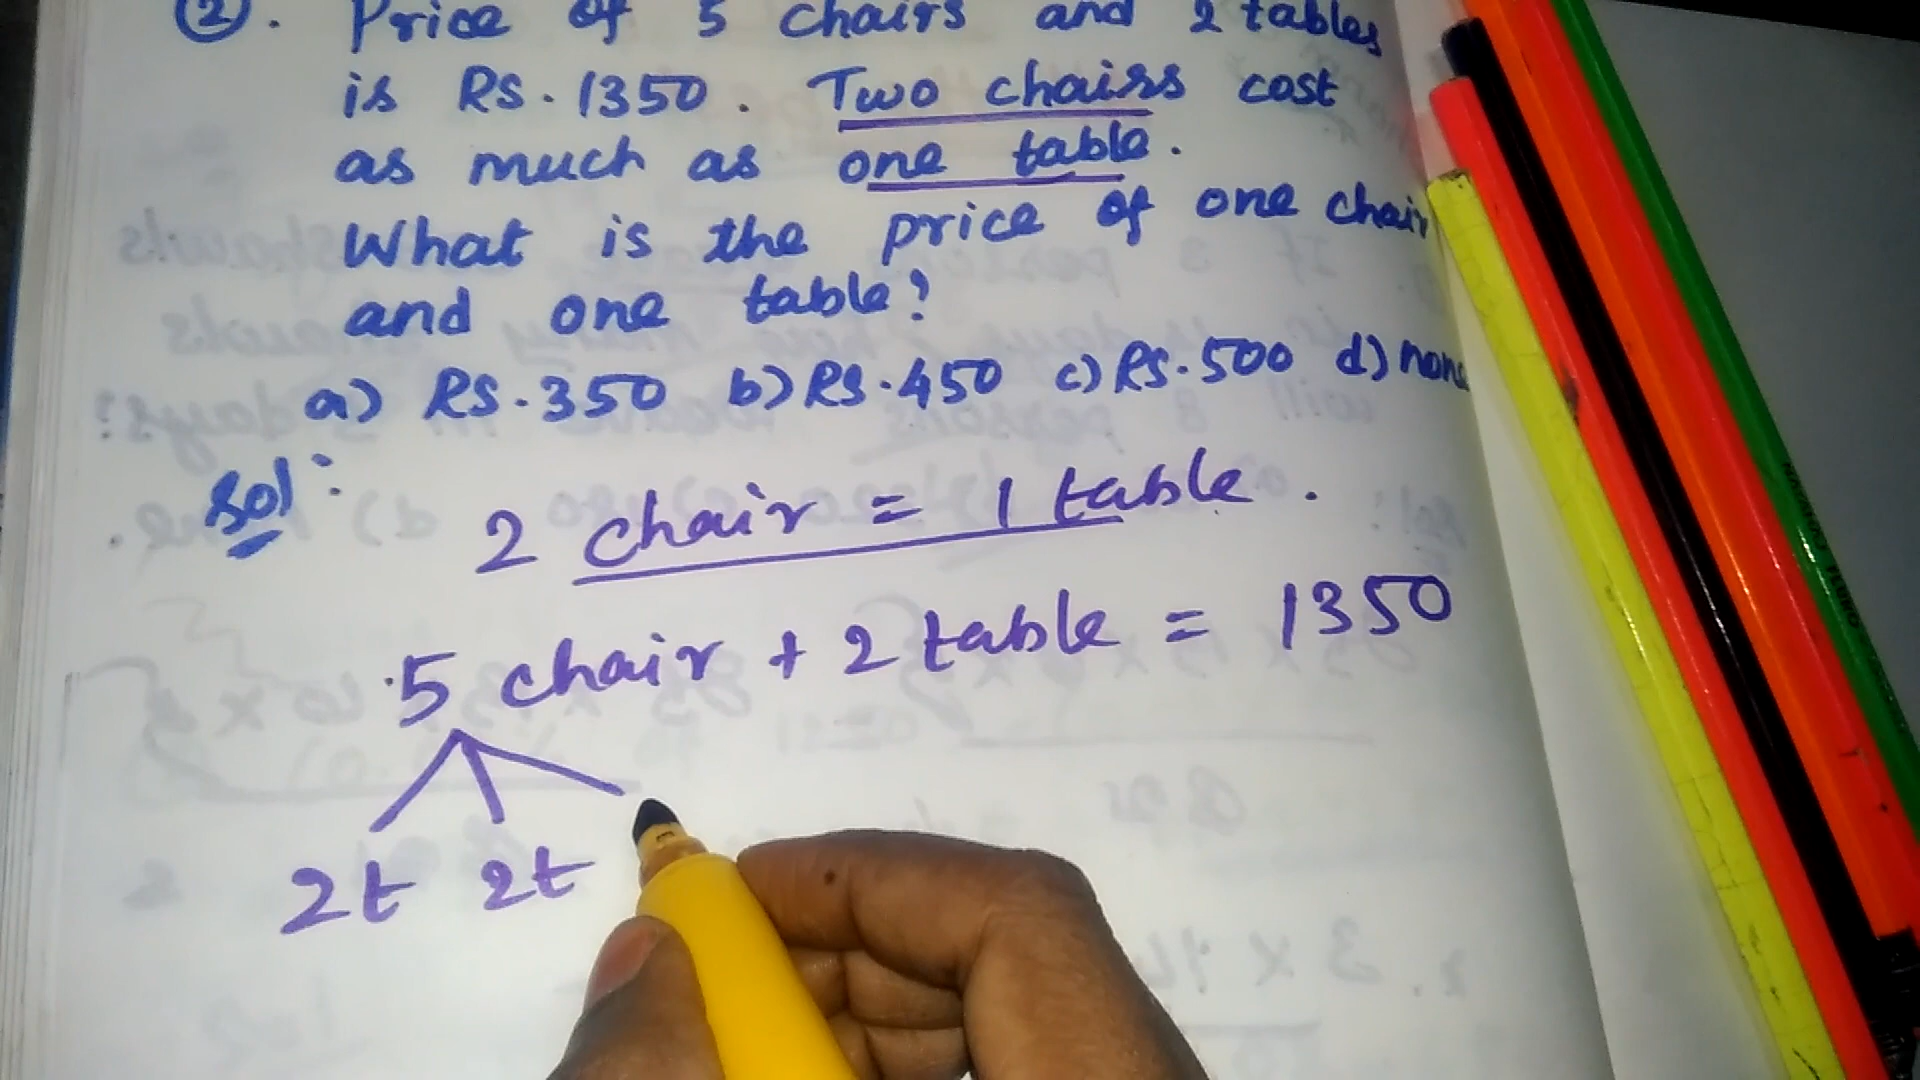 2. Price of 5 chairs and 2 tables
is RS. 1350. Two chairs cost
as much as one table.
What is the price of one chair
and one table?
a) RS.350 b) RS.450 c) RS.500 d) none
Sol:
2 chair = 1 table.
5 chair + 2 table = 1350
2t 2t